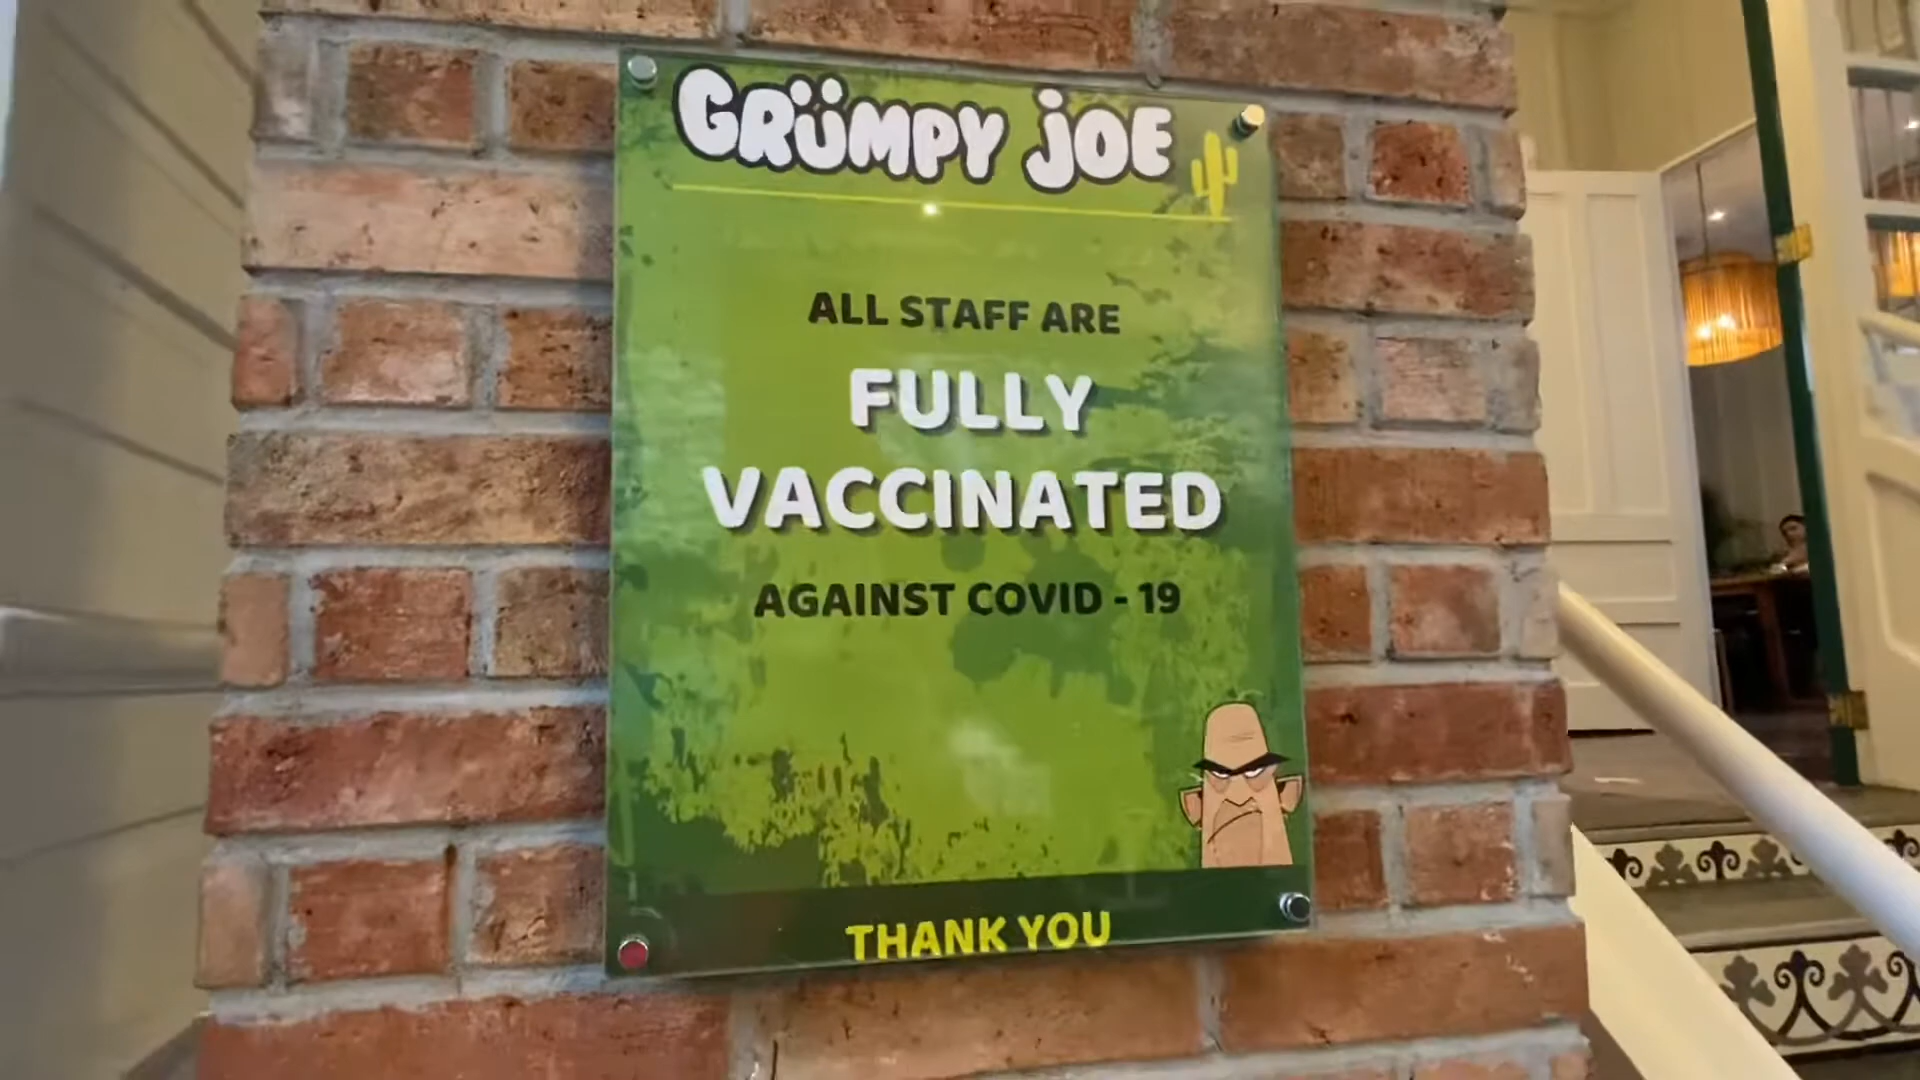 GRÜMPY JOE
ALL STAFF ARE
FULLY
VACCINATED
AGAINST COVID - 19
THANK YOU